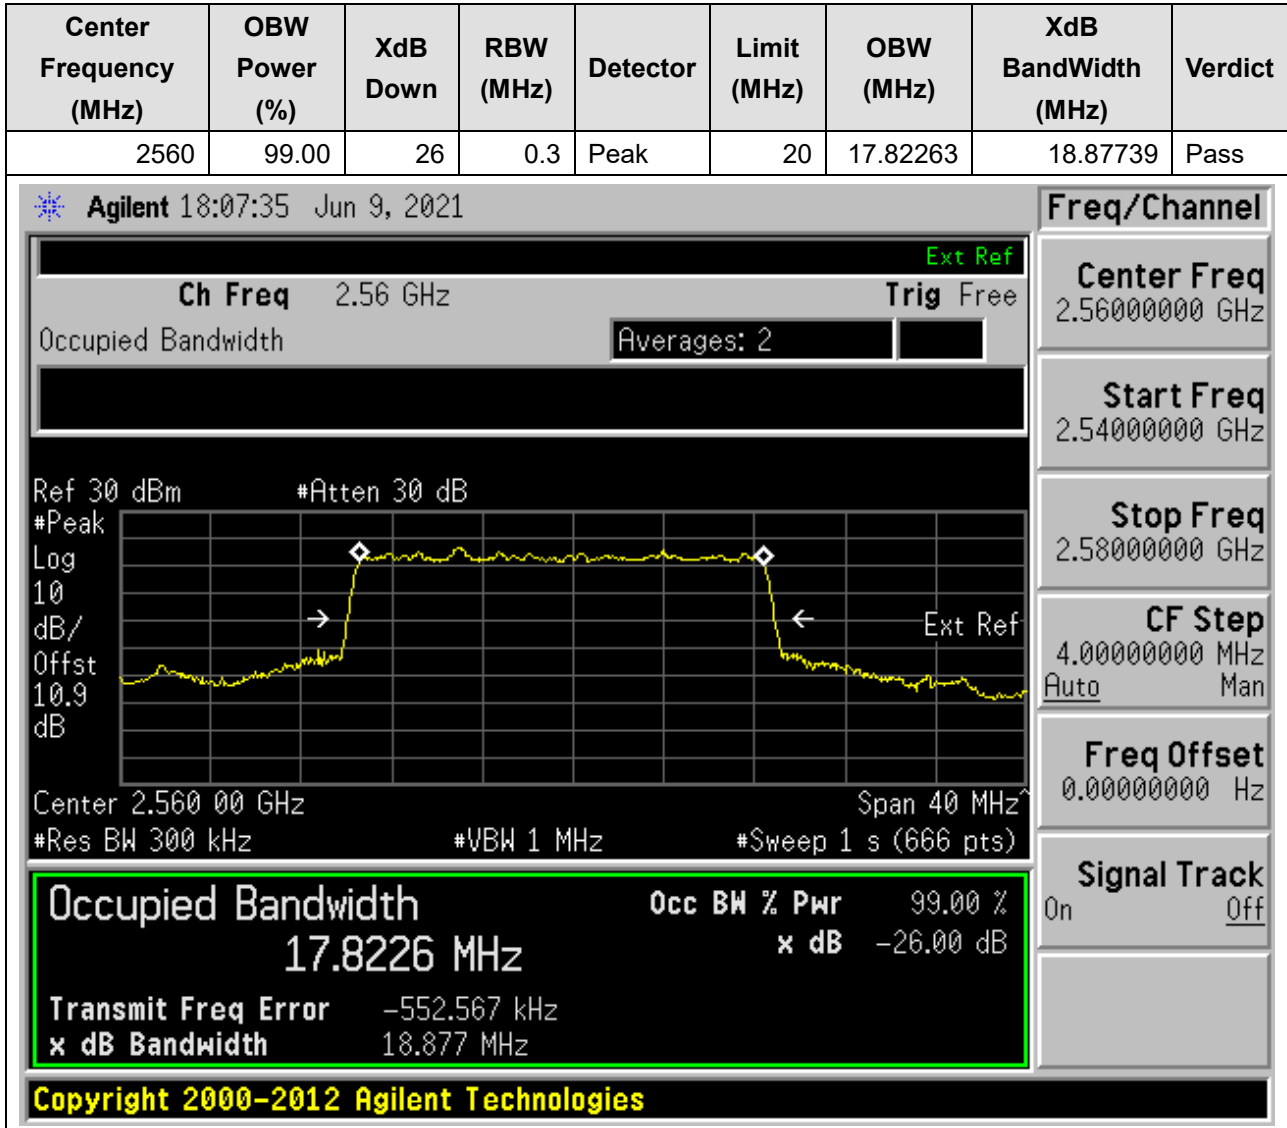 Center Frequency (MHz) OBW Power (%) XdB Down RBW (MHz) Detector Limit (MHz) OBW (MHz) XdB BandWidth (MHz) Verdict
2560 99.00 26 0.3 Peak 20 17.82263 18.87739 Pass
Agilent 18:07:35 Jun 9, 2021
Ext Ref
Ch Freq 2.56 GHz Trig Free
Occupied Bandwidth Averages: 2
Ref 30 dBm #Atten 30 dB
#Peak
Log
10
dB/
Offst
10.9
dB
Ext Ref
Center 2.560 00 GHz Span 40 MHz^
#Res BW 300 kHz #VBW 1 MHz #Sweep 1 s (666 pts)
Occupied Bandwidth
17.8226 MHz
Occ BW % Pwr 99.00 %
x dB -26.00 dB
Transmit Freq Error -552.567 kHz
x dB Bandwidth 18.877 MHz
Copyright 2000-2012 Agilent Technologies
Freq/Channel
Center Freq
2.56000000 GHz
Start Freq
2.54000000 GHz
Stop Freq
2.58000000 GHz
CF Step
4.00000000 MHz
Auto Man
Freq Offset
0.00000000 Hz
Signal Track
On Off